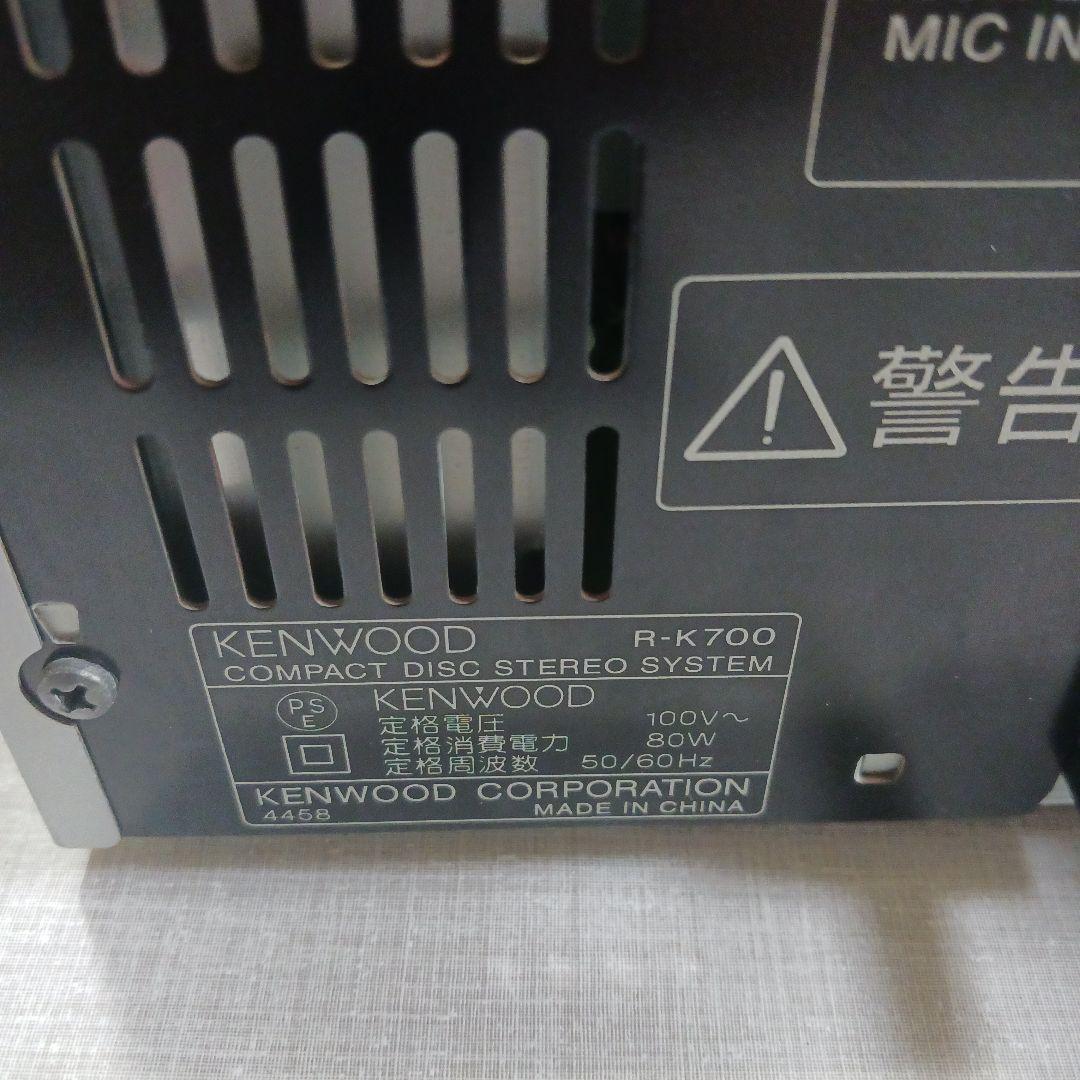 MIC IN
警告
KENWOOD R-K700
COMPACT DISC STEREO SYSTEM
PS
E
KENWOOD
定格電圧 100V～
定格消費電力 80W
定格周波数 50/60Hz
KENWOOD CORPORATION
4458 MADE IN CHINA